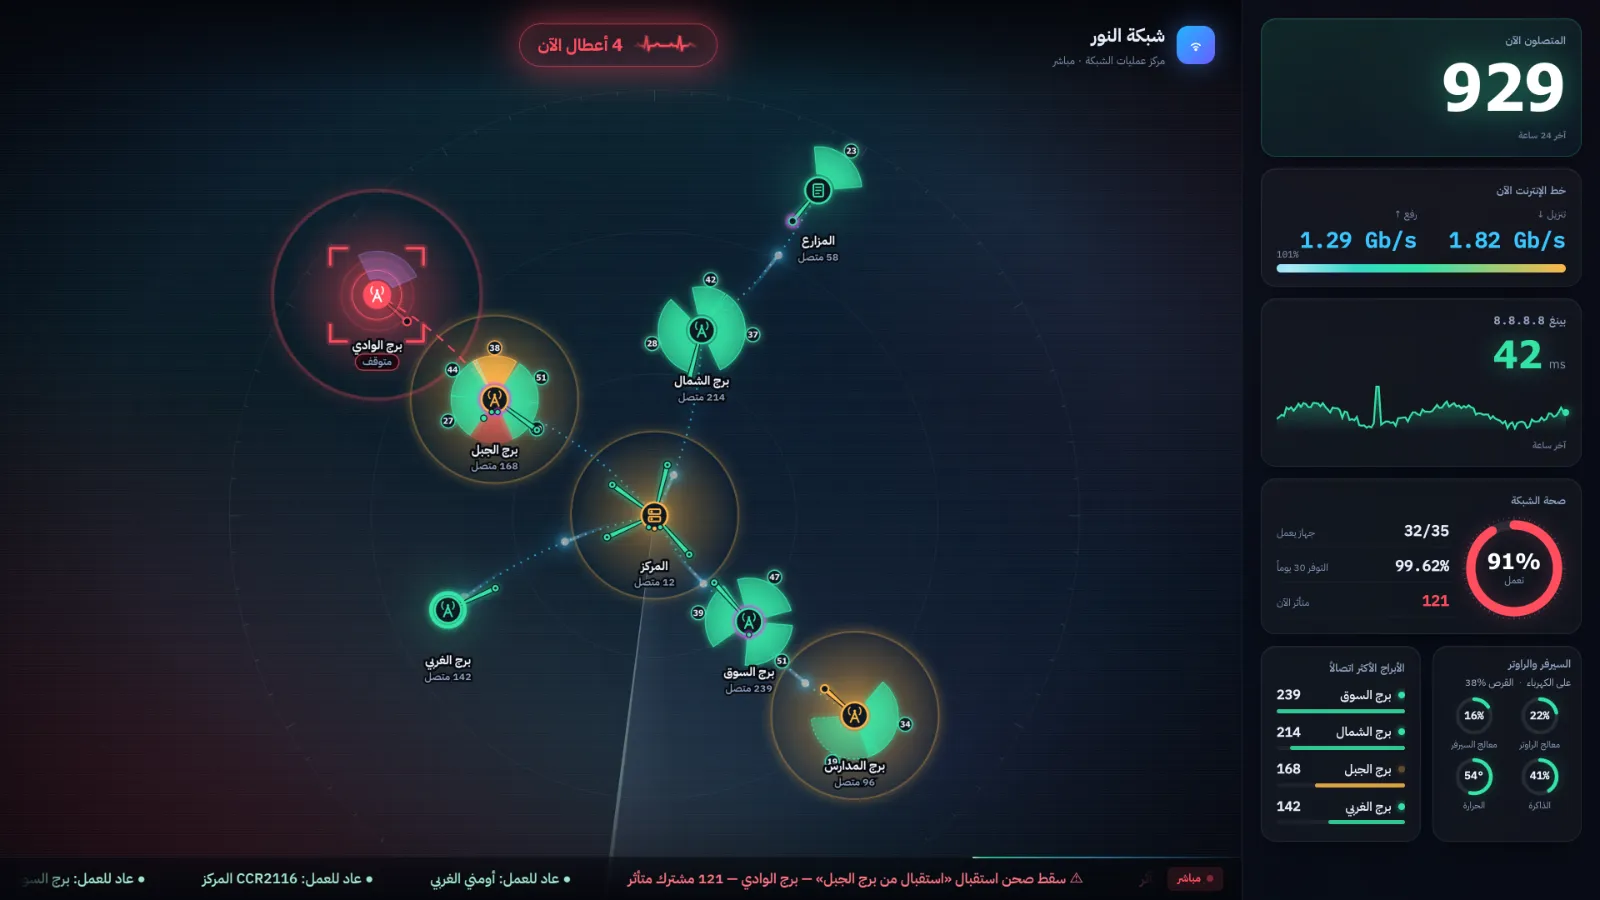 شبكة النور
مركز عمليات الشبكة · مباشر
4 أعطال الآن
المتصلون الآن
929
آخر 24 ساعة
خط الإنترنت الآن
تنزيل ↓
رفع ↑
1.82 Gb/s
1.29 Gb/s
101%
بينغ 8.8.8.8
42 ms
آخر ساعة
صحة الشبكة
91%
تعمل
32/35 جهاز يعمل
99.62% التوفر 30 يوماً
121 متأثر الآن
السيرفر والراوتر
على الكهرباء · القرص 38%
22%
معالج الراوتر
16%
معالج السيرفر
41%
الذاكرة
54°
الحرارة
الأبراج الأكثر اتصالاً
برج السوق 239
برج الشمال 214
برج الجبل 168
برج الغربي 142
23
المزارع
58 متصل
42
37
28
برج الشمال
214 متصل
برج الوادي
متوقف
38
44
51
27
برج الجبل
168 متصل
المركز
12 متصل
برج الغربي
142 متصل
47
39
51
برج السوق
239 متصل
34
19
برج المدارس
96 متصل
مباشر
⚠ سقط صحن استقبال «استقبال من برج الجبل» — برج الوادي — 121 مشترك متأثر
● عاد للعمل: أومني الغربي
● عاد للعمل: CCR2116 المركز
● عاد للعمل: برج